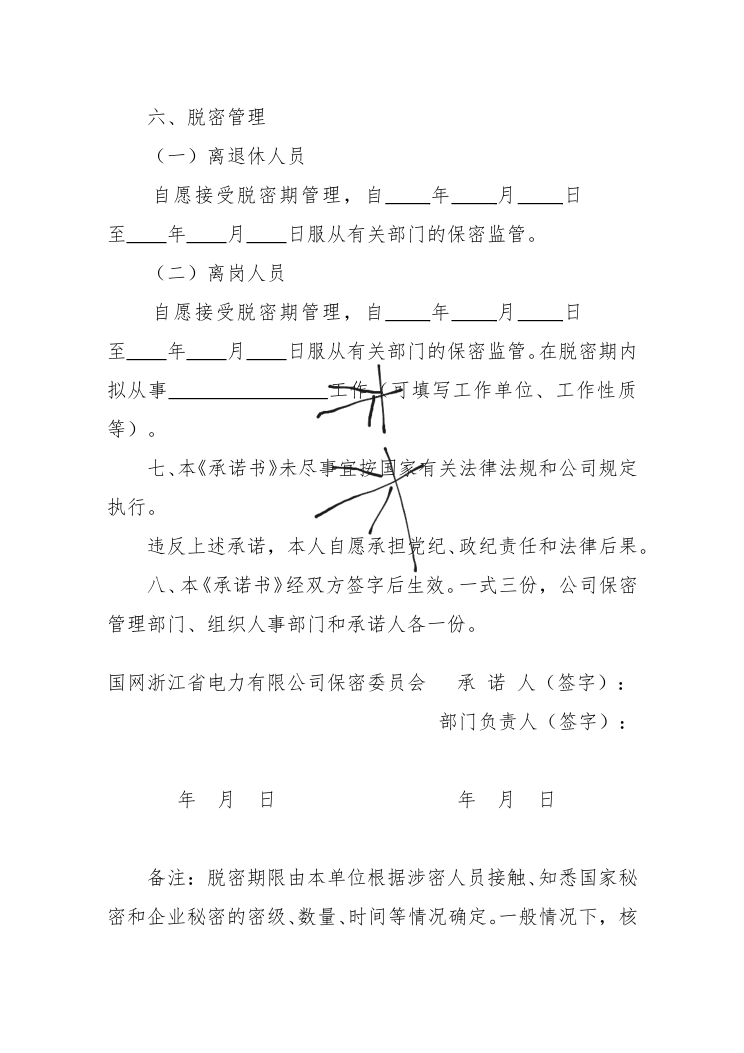 六、脱密管理
（一）离退休人员
自愿接受脱密期管理，自____年____月____日
至____年____月____日服从有关部门的保密监管。
（二）离岗人员
自愿接受脱密期管理，自____年____月____日
至____年____月____日服从有关部门的保密监管。在脱密期内
拟从事________________工作（可填写工作单位、工作性质
等）。
七、本《承诺书》未尽事宜按国家有关法律法规和公司规定
执行。
违反上述承诺，本人自愿承担党纪、政纪责任和法律后果。
八、本《承诺书》经双方签字后生效。一式三份，公司保密
管理部门、组织人事部门和承诺人各一份。
国网浙江省电力有限公司保密委员会 承 诺 人（签字）：
部门负责人（签字）：
年 月 日 年 月 日
备注：脱密期限由本单位根据涉密人员接触、知悉国家秘
密和企业秘密的密级、数量、时间等情况确定。一般情况下，核